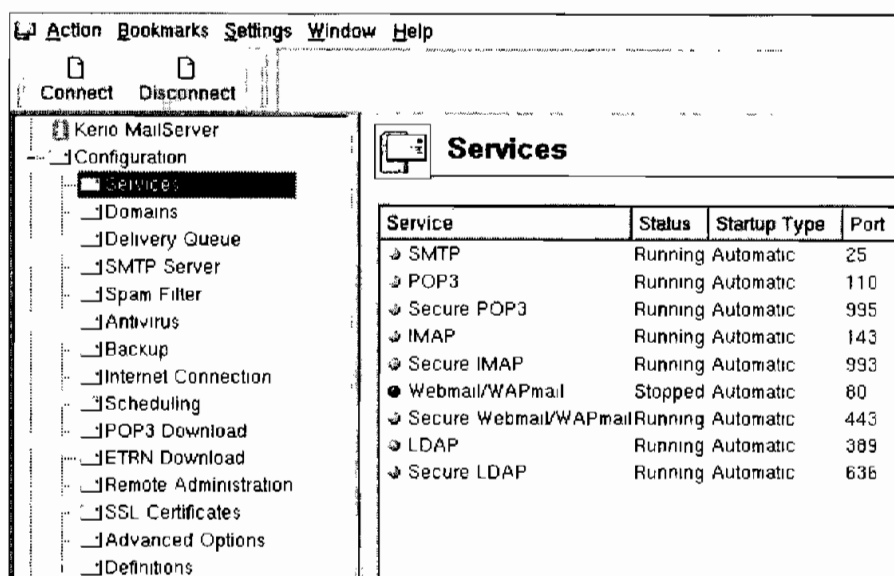 Action Bookmarks Settings Window Help
Connect Disconnect
Kerio MailServer
Configuration
Services
Domains
Delivery Queue
SMTP Server
Spam Filter
Antivirus
Backup
Internet Connection
Scheduling
POP3 Download
ETRN Download
Remote Administration
SSL Certificates
Advanced Options
Definitions
Services
Service Status Startup Type Port
SMTP Running Automatic 25
POP3 Running Automatic 110
Secure POP3 Running Automatic 995
IMAP Running Automatic 143
Secure IMAP Running Automatic 993
Webmail/WAPmail Stopped Automatic 80
Secure Webmail/WAPmail Running Automatic 443
LDAP Running Automatic 389
Secure LDAP Running Automatic 636